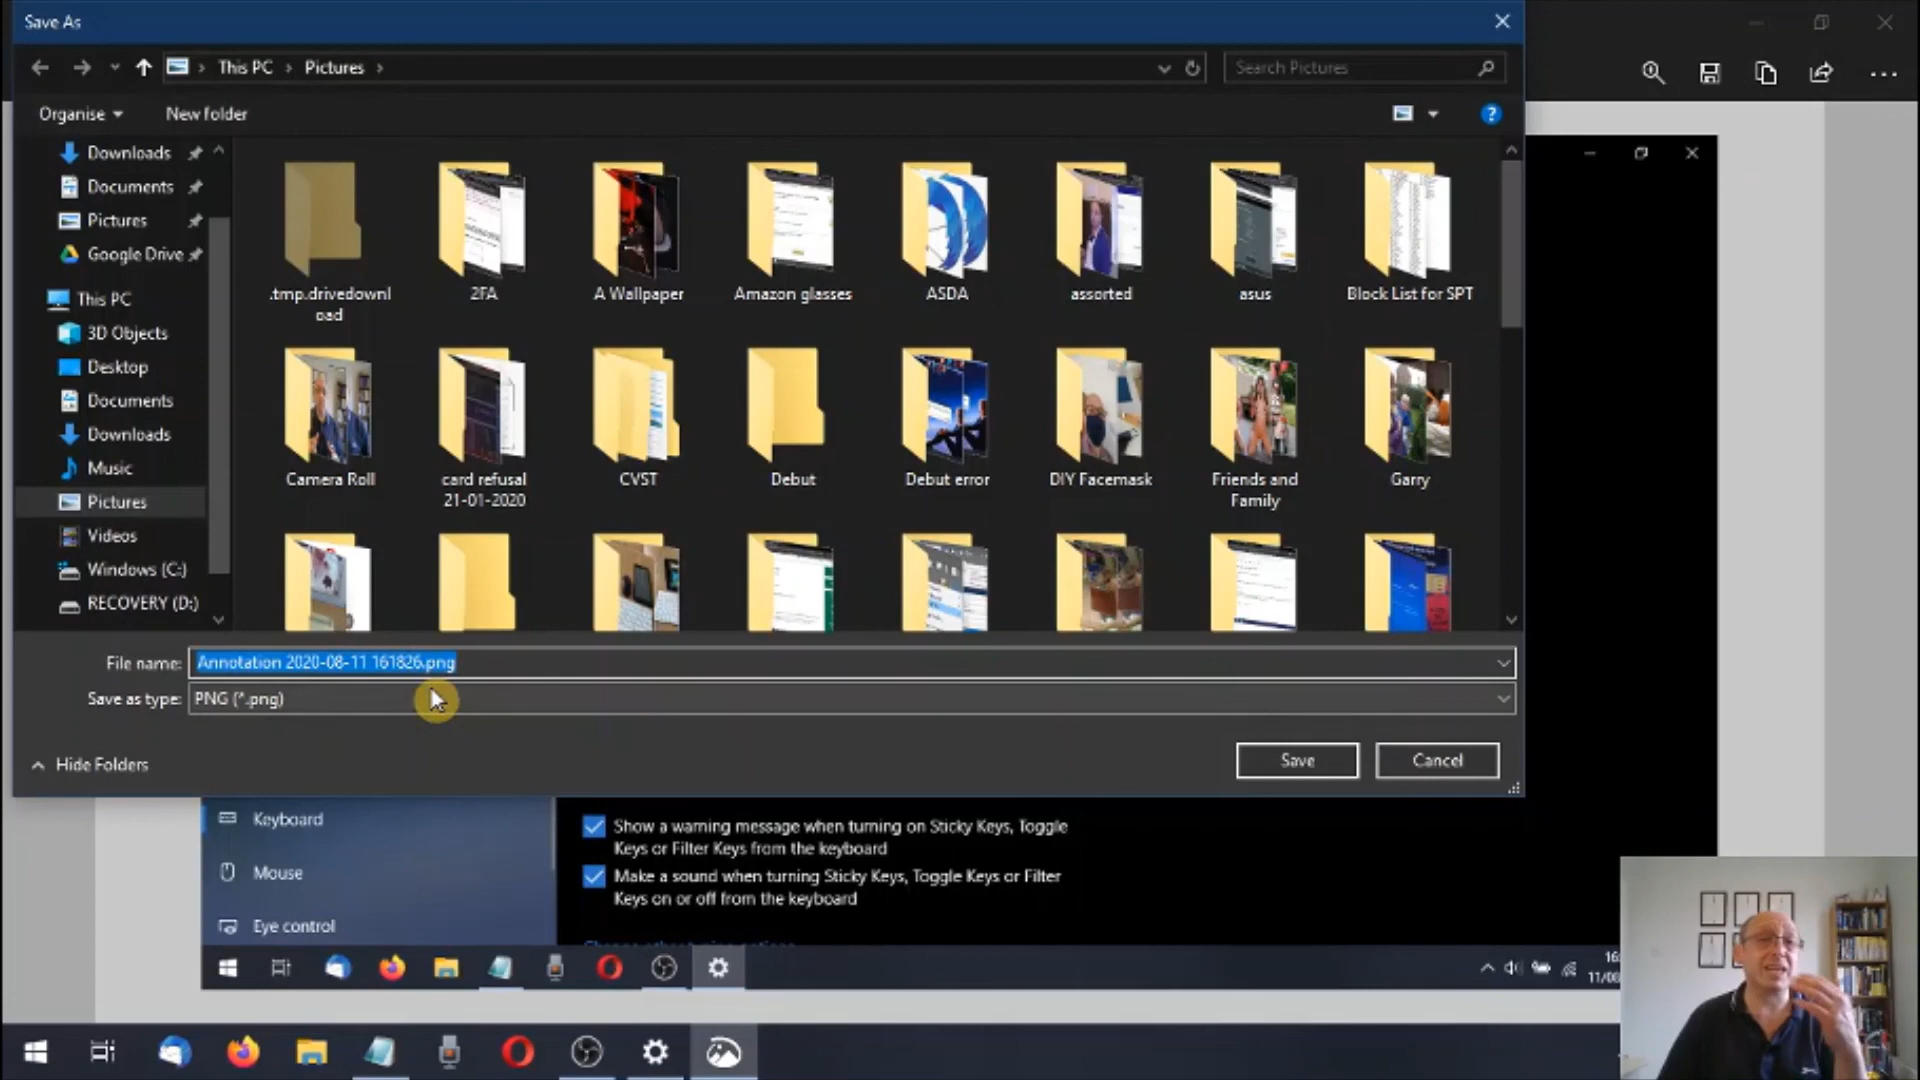 Save As
This PC
Pictures
Search Pictures
Organise
New folder
Downloads
Documents
Pictures
Google Drive
This PC
3D Objects
Desktop
Documents
Downloads
Music
Pictures
Videos
Windows (C:)
RECOVERY (D:)
.tmp.drivedownl
oad
2FA
A Wallpaper
Amazon glasses
ASDA
assorted
asus
Block List for SPT
Camera Roll
card refusal
21-01-2020
CVST
Debut
Debut error
DIY Facemask
Friends and
Family
Garry
File name: Annotation 2020-08-11 161826.png
Save as type: PNG (*.png)
Hide Folders
Save
Cancel
Keyboard
Mouse
Eye control
Show a warning message when turning on Sticky Keys, Toggle
Keys or Filter Keys from the keyboard
Make a sound when turning Sticky Keys, Toggle Keys or Filter
Keys on or off from the keyboard